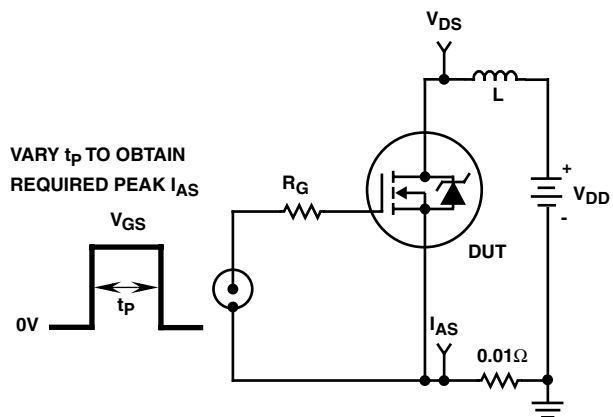 V_DS
L
VARY t_P TO OBTAIN
REQUIRED PEAK I_AS
R_G
+
V_DD
-
V_GS
DUT
t_P
0V
I_AS
0.01Ω